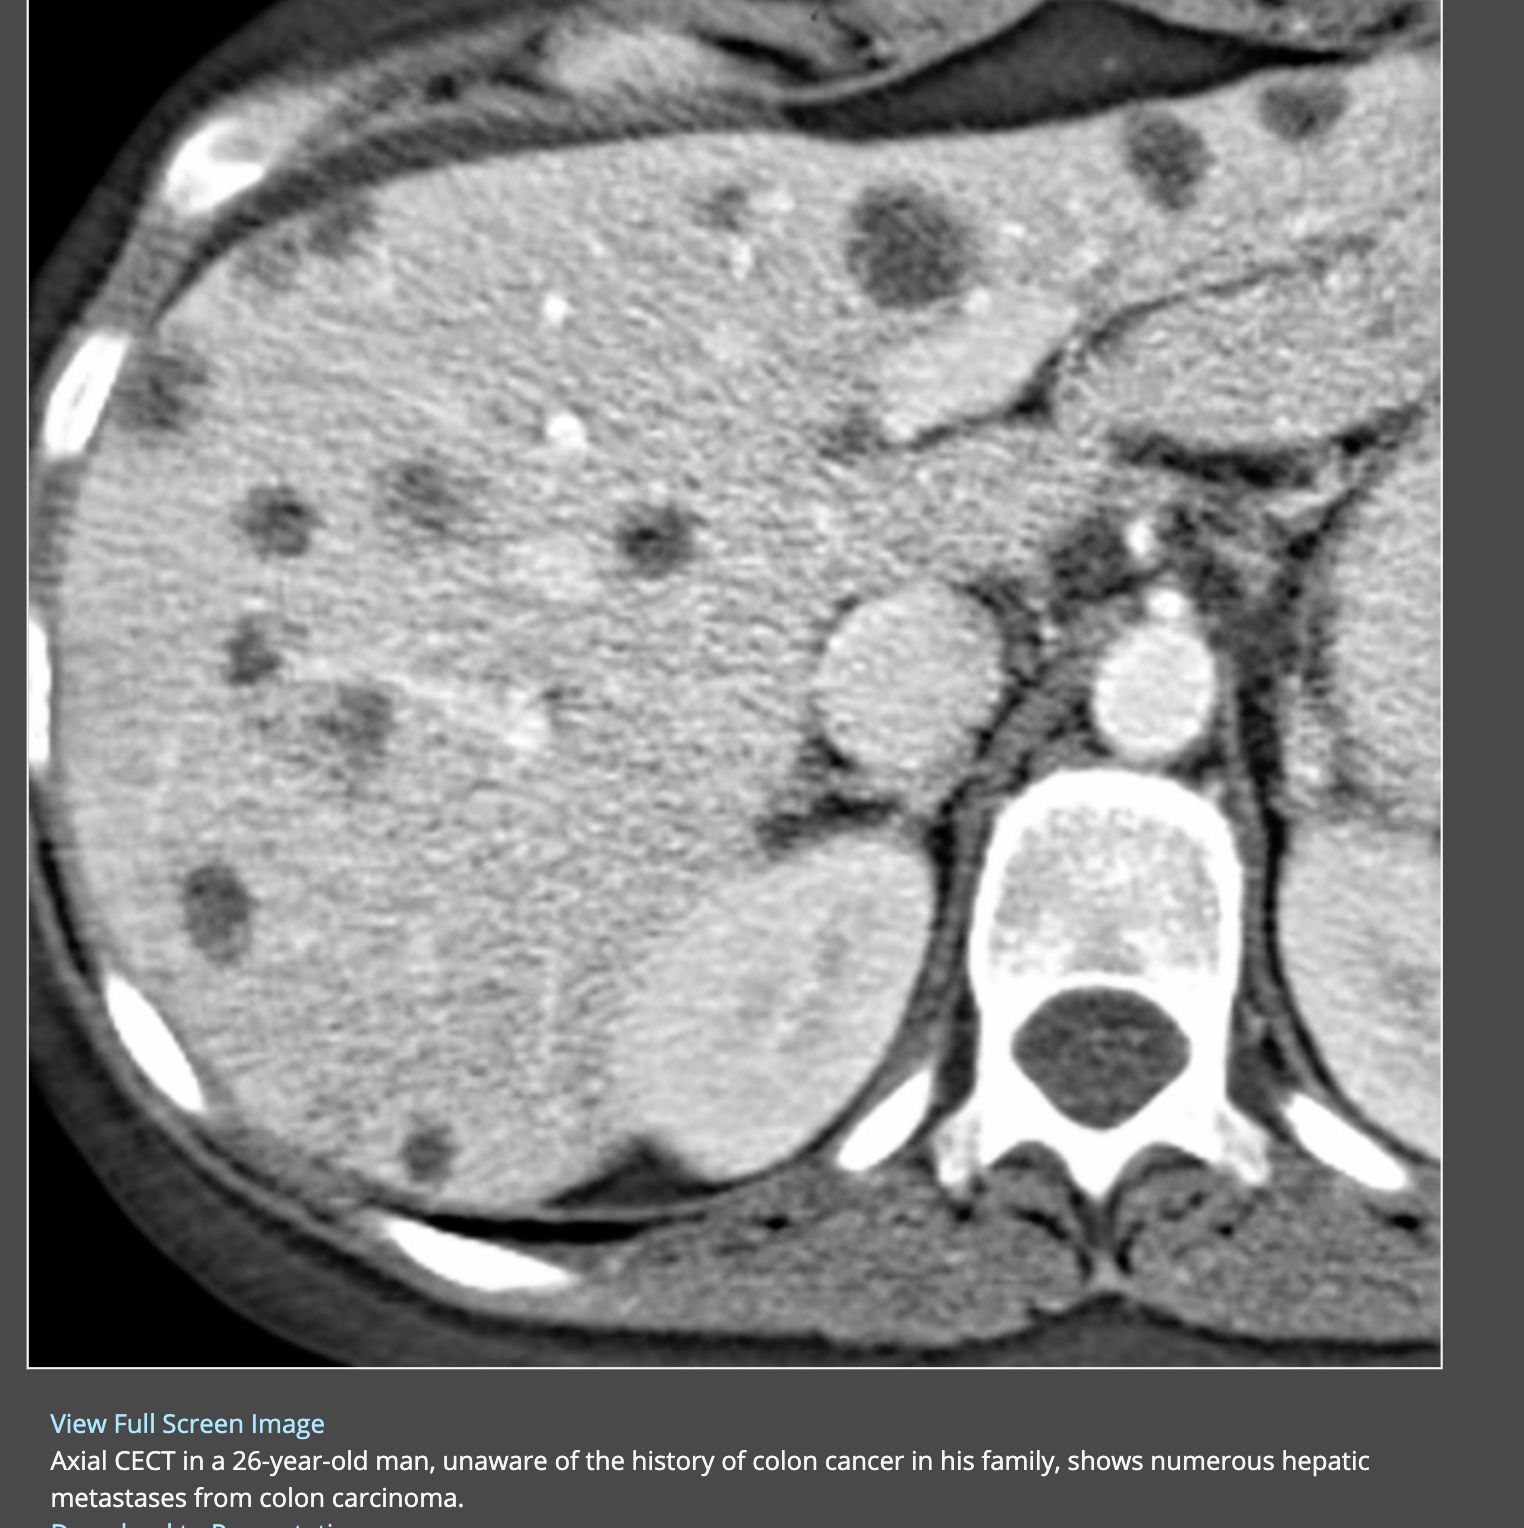 View Full Screen Image
Axial CECT in a 26-year-old man, unaware of the history of colon cancer in his family, shows numerous hepatic
metastases from colon carcinoma.